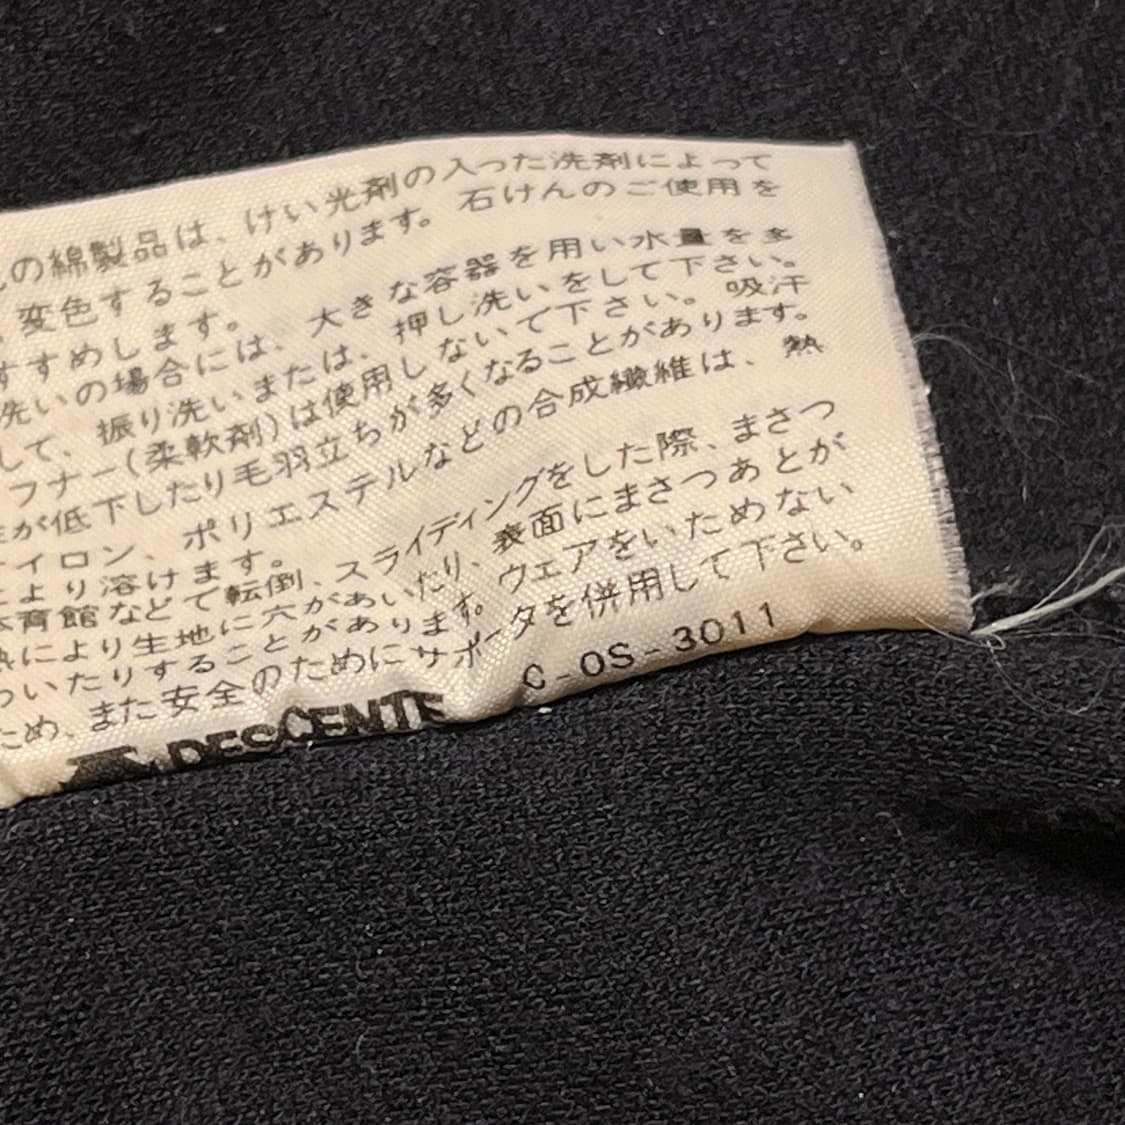 の綿製品は、けい光剤の入った洗剤によって
変色することがあります。石けんのご使用を
すすめします。
洗いの場合には、大きな容器を用い水量を多
して、振り洗いまたは、押し洗いをして下さい。
フナー(柔軟剤)は使用しないで下さい。吸汗
が低下したり毛羽立ちが多くなることがあります。
イロン、ポリエステルなどの合成繊維は、熱
により溶けます。
育館などで転倒、スライディングをした際、まさつ
により生地に穴があいたり、表面にまさつあとが
いたりすることがあります。ウェアをいためない
ため、また安全のためにサポータを併用して下さい。
DESCENTE C-OS-3011